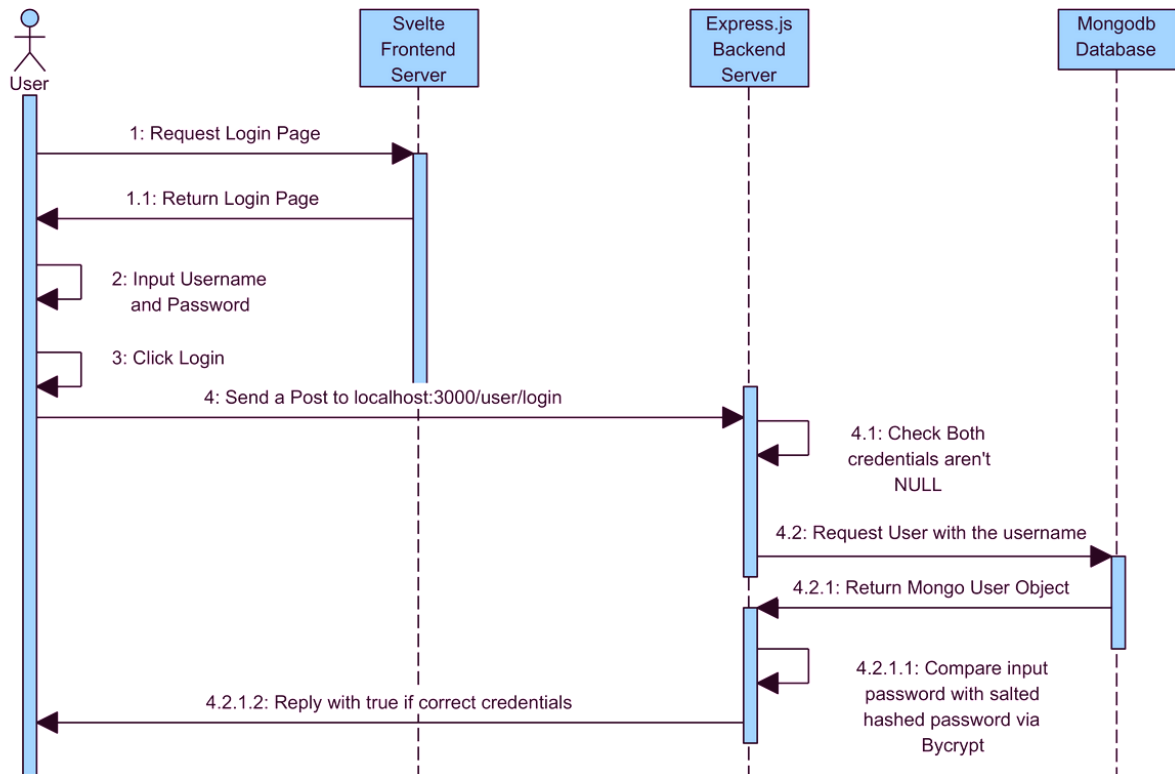 User
Svelte
Frontend
Server
Express.js
Backend
Server
Mongodb
Database
1: Request Login Page
1.1: Return Login Page
2: Input Username
and Password
3: Click Login
4: Send a Post to localhost:3000/user/login
4.1: Check Both
credentials aren't
NULL
4.2: Request User with the username
4.2.1: Return Mongo User Object
4.2.1.1: Compare input
password with salted
hashed password via
Bycrypt
4.2.1.2: Reply with true if correct credentials